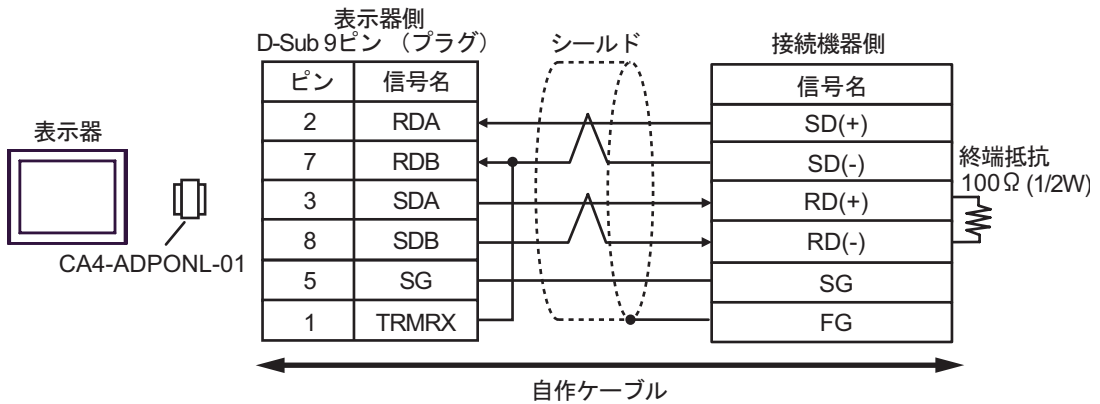 表示器側
D-Sub 9ピン （プラグ）
シールド
接続機器側
ピン 信号名
信号名
2 RDA
SD(+)
7 RDB
SD(-)
3 SDA
RD(+)
8 SDB
RD(-)
5 SG
SG
1 TRMRX
FG
表示器
CA4-ADPONL-01
終端抵抗
100Ω (1/2W)
自作ケーブル